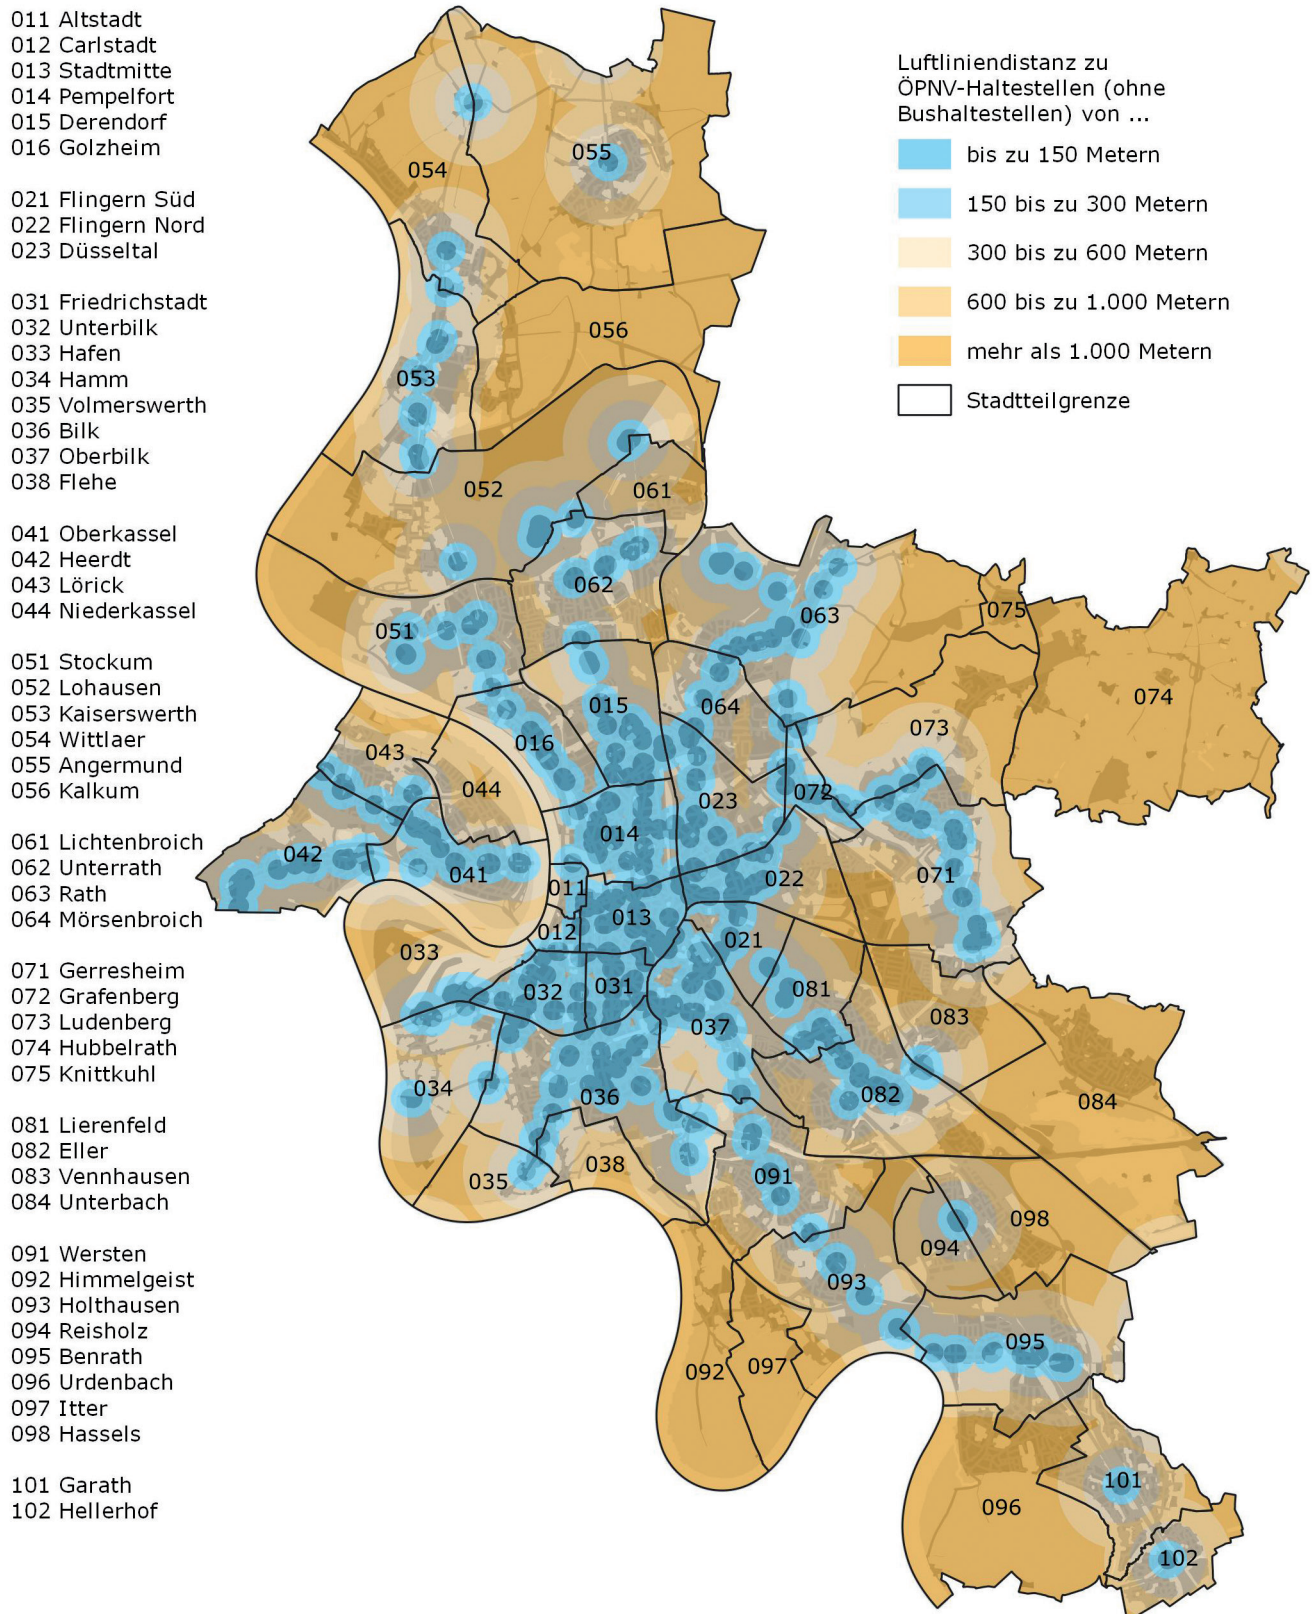 011 Altstadt
012 Carlstadt
013 Stadtmitte
014 Pempelfort
015 Derendorf
016 Golzheim
021 Flingern Süd
022 Flingern Nord
023 Düsseltal
031 Friedrichstadt
032 Unterbilk
033 Hafen
034 Hamm
035 Volmerswerth
036 Bilk
037 Oberbilk
038 Flehe
041 Oberkassel
042 Heerdt
043 Lörick
044 Niederkassel
051 Stockum
052 Lohausen
053 Kaiserswerth
054 Wittlaer
055 Angermund
056 Kalkum
061 Lichtenbroich
062 Unterrath
063 Rath
064 Mörsenbroich
071 Gerresheim
072 Grafenberg
073 Ludenberg
074 Hubbelrath
075 Knittkuhl
081 Lierenfeld
082 Eller
083 Vennhausen
084 Unterbach
091 Wersten
092 Himmelgeist
093 Holthausen
094 Reisholz
095 Benrath
096 Urdenbach
097 Itter
098 Hassels
101 Garath
102 Hellerhof
Luftliniendistanz zu
ÖPNV-Haltestellen (ohne
Bushaltestellen) von ...
bis zu 150 Metern
150 bis zu 300 Metern
300 bis zu 600 Metern
600 bis zu 1.000 Metern
mehr als 1.000 Metern
Stadtteilgrenze
055
054
056
053
052
061
062
075
063
051
074
064
015
073
016
043
044
072
023
014
042
041
071
022
011
013
012
021
033
081
032
031
083
037
034
036
082
084
038
091
035
098
094
093
095
097
092
101
096
102